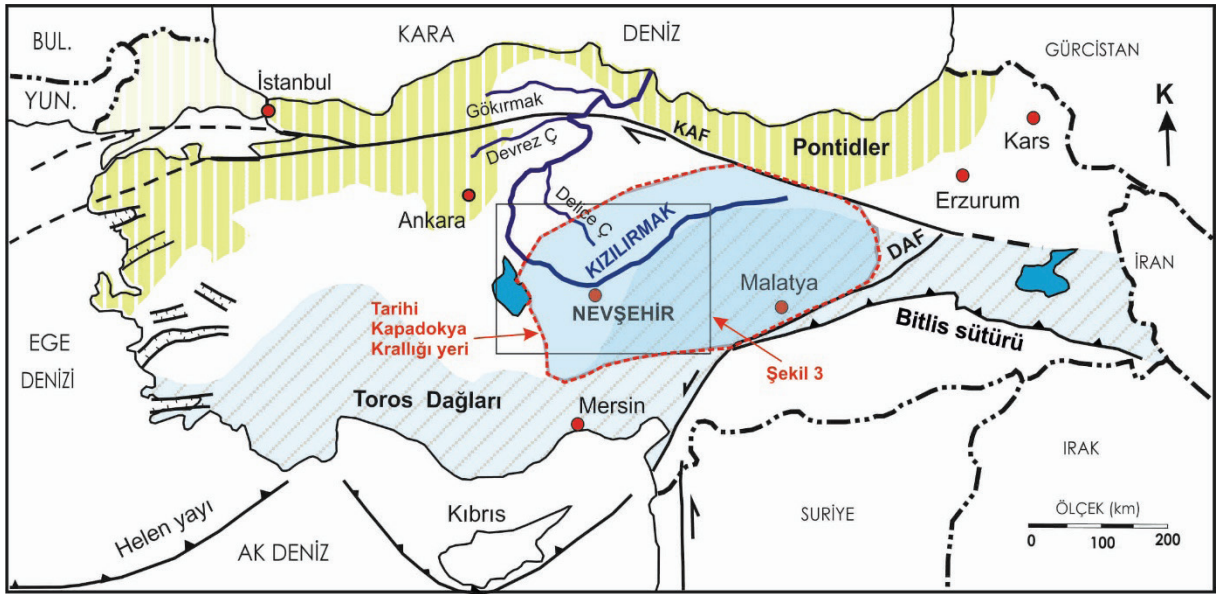 BUL.
YUN.
KARA
DENİZ
GÜRCİSTAN
İstanbul
Gökırmak
Devrez Ç
KAF
Pontidler
Kars
K
Ankara
Delice Ç
KIZILIRMAK
Erzurum
DAF
İRAN
NEVŞEHİR
Malatya
Tarihi
Kapadokya
Krallığı yeri
Bitlis sütürü
EGE
DENİZİ
Şekil 3
Toros Dağları
Mersin
IRAK
Helen yayı
Kıbrıs
SURİYE
ÖLÇEK (km)
0 100 200
AK DENİZ